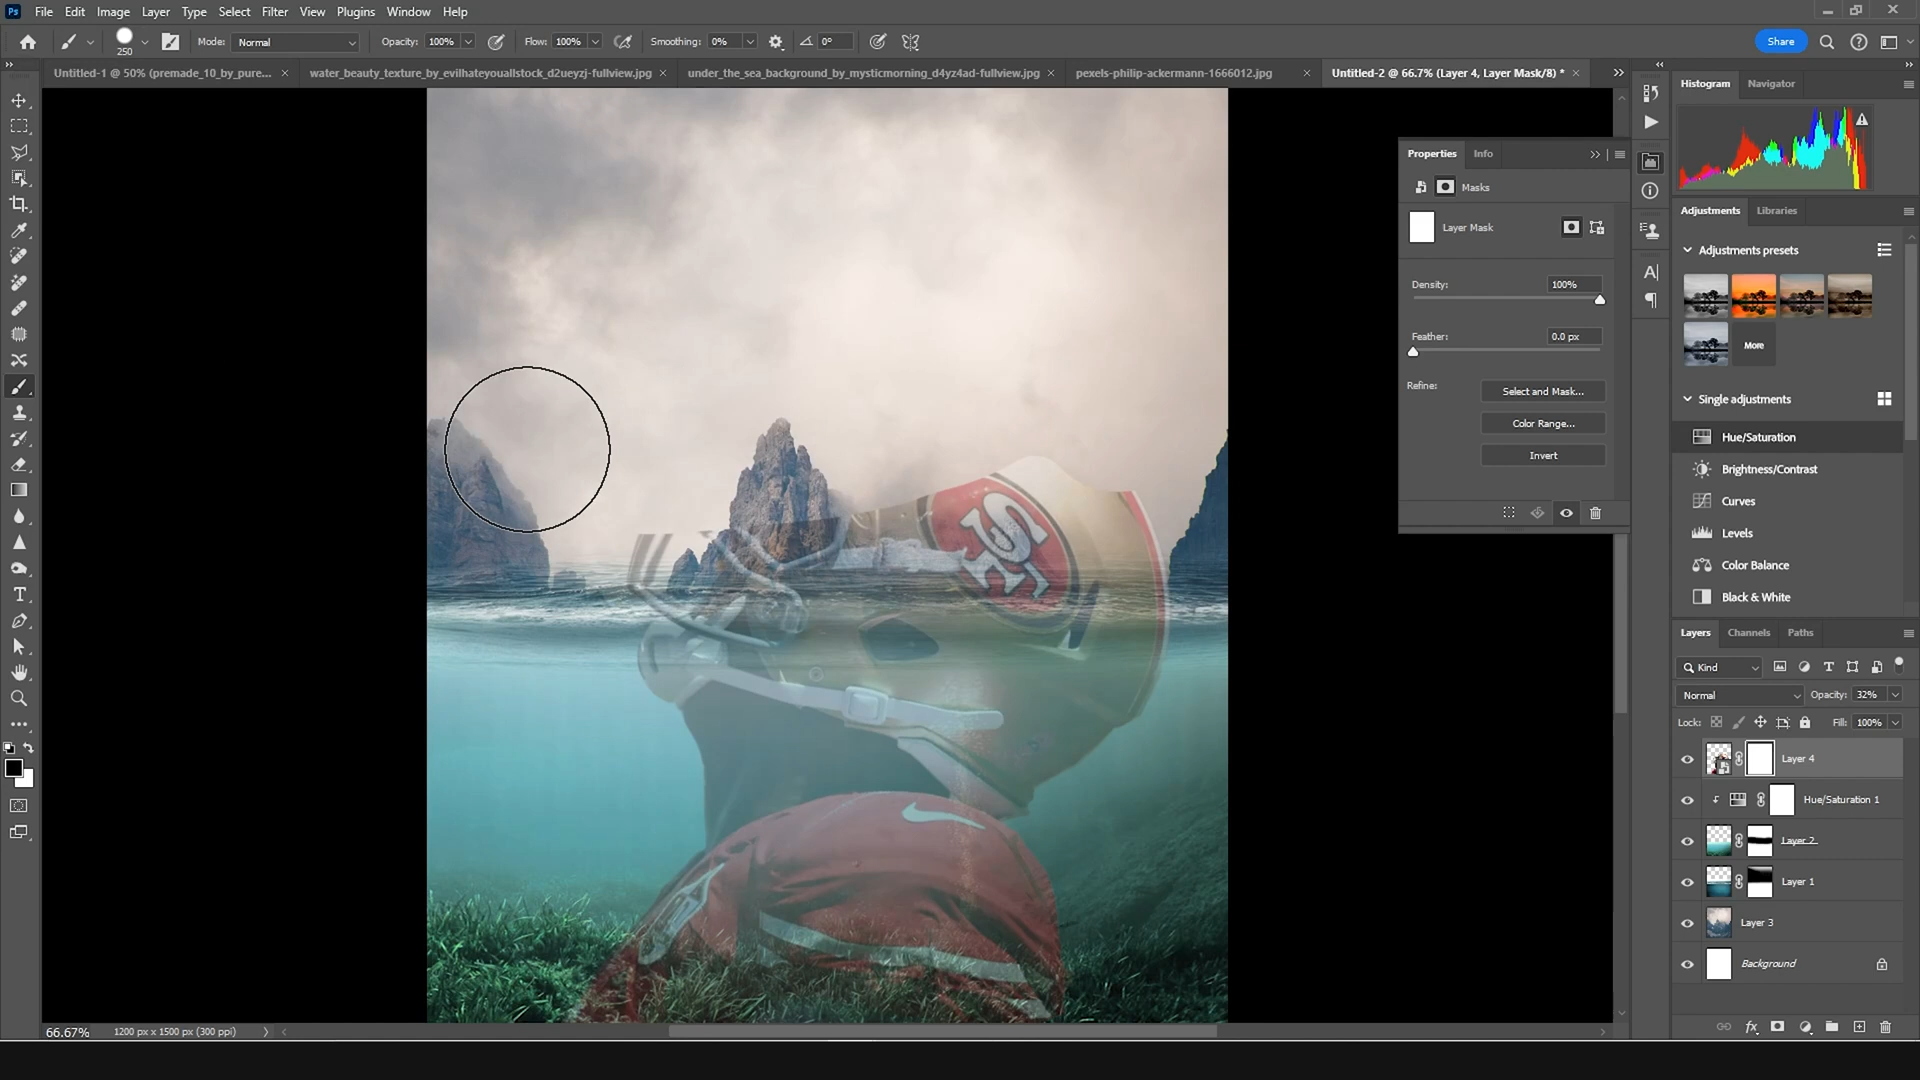 Ps File Edit Image Layer Type Select Filter View Plugins Window Help
250 Mode: Normal Opacity: 100% Flow: 100% Smoothing: 0% 0° Share
Untitled-1 @ 50% (premade_10_by_pure... water_beauty_texture_by_evilhateyouallstock_d2ueyzj-fullview.jpg under_the_sea_background_by_mysticmorning_d4yz4ad-fullview.jpg pexels-philip-ackermann-1666012.jpg Untitled-2 @ 66.7% (Layer 4, Layer Mask/8) *
Histogram Navigator
Properties Info
Masks
Layer Mask
Density: 100%
Feather: 0.0 px
Refine: Select and Mask...
Color Range...
Invert
Adjustments Libraries
Adjustments presets
More
Single adjustments
Hue/Saturation
Brightness/Contrast
Curves
Levels
Color Balance
Black & White
SF
Layers Channels Paths
Kind
Normal Opacity: 32%
Lock: Fill: 100%
Layer 4
Hue/Saturation 1
Layer 2
Layer 1
Layer 3
Background
66.67% 1200 px x 1500 px (300 ppi)